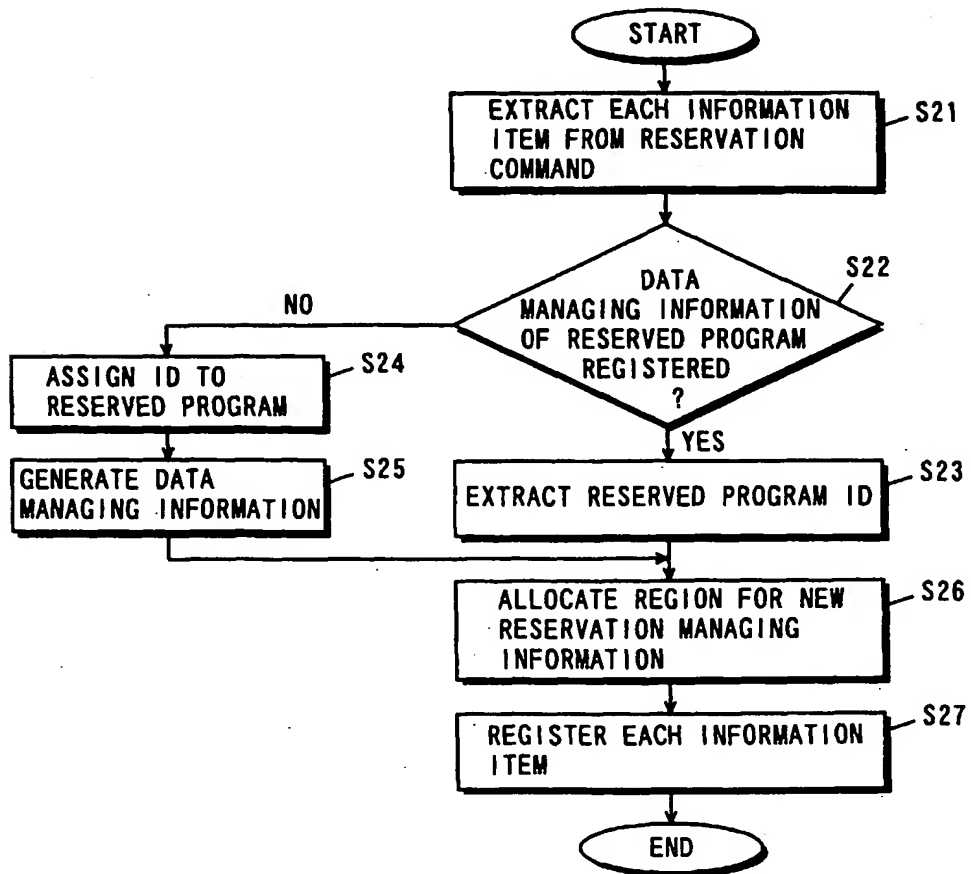 START
EXTRACT EACH INFORMATION
ITEM FROM RESERVATION
COMMAND
S21
DATA
MANAGING INFORMATION
OF RESERVED PROGRAM
REGISTERED
?
S22
NO
YES
ASSIGN ID TO
RESERVED PROGRAM
S24
GENERATE DATA
MANAGING INFORMATION
S25
EXTRACT RESERVED PROGRAM ID
S23
ALLOCATE REGION FOR NEW
RESERVATION MANAGING
INFORMATION
S26
REGISTER EACH INFORMATION
ITEM
S27
END